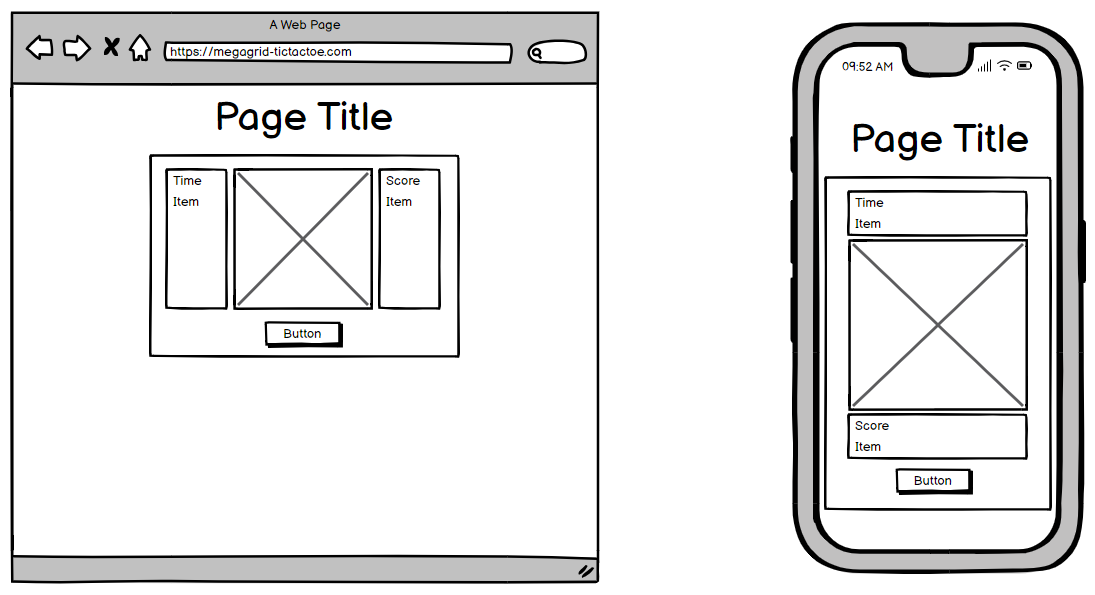 A Web Page
https://megagrid-tictactoe.com
Page Title
Time
Item
Score
Item
Button
09:52 AM
Page Title
Time
Item
Score
Item
Button